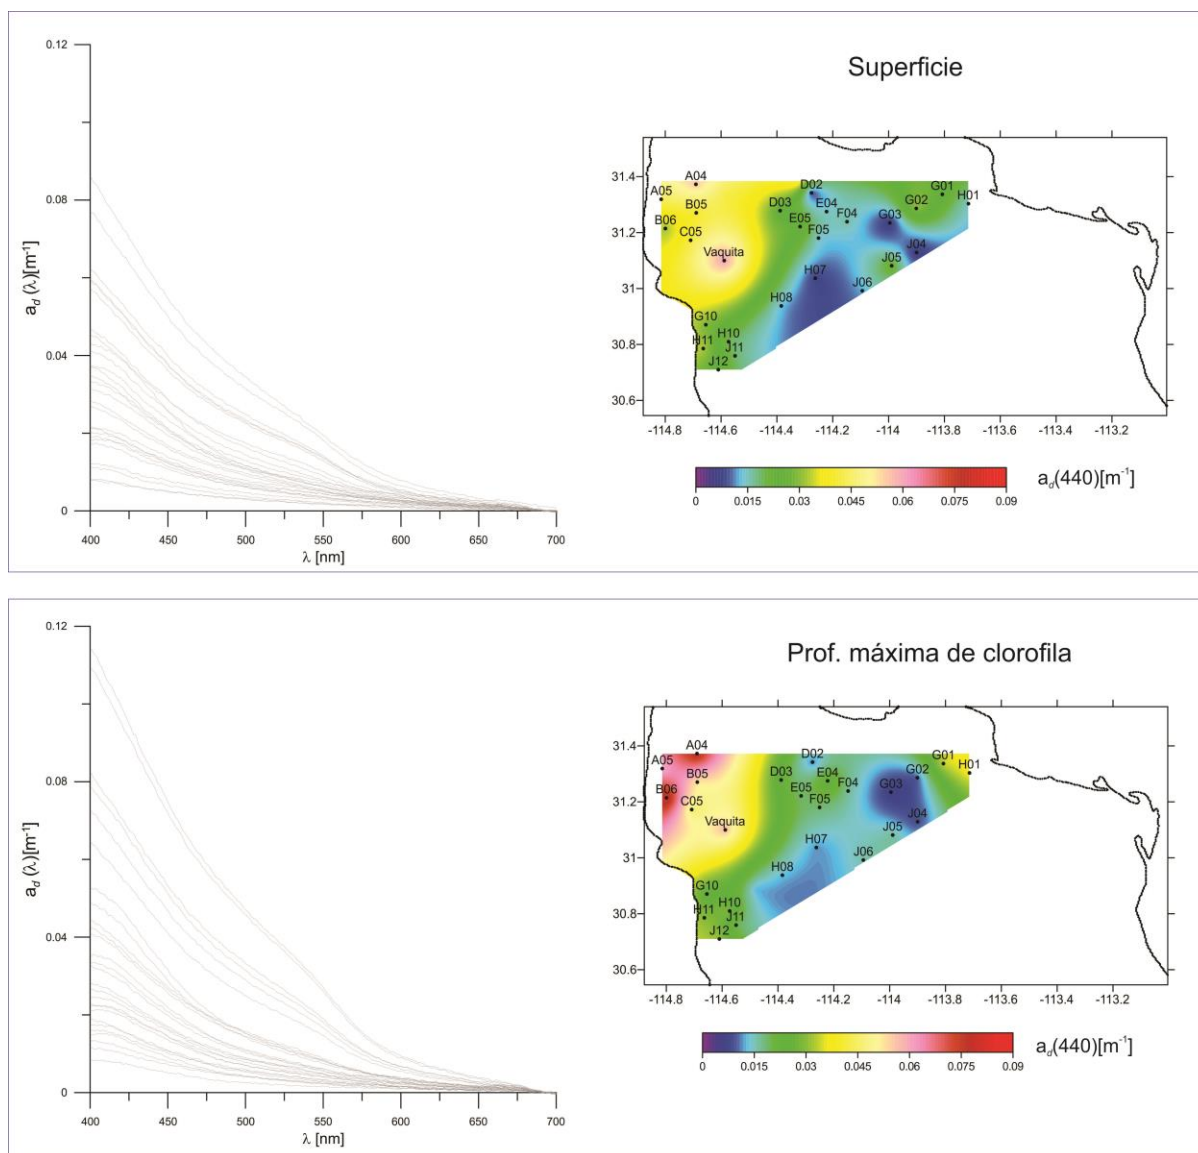 Superficie
0.12
0.08
0.04
0
a_d (λ)[m⁻¹]
400 450 500 550 600 650 700
λ [nm]
31.4
31.2
31
30.8
30.6
A04
A05
B05
B06
C05
Vaquita
D02
D03
E04
E05
F04
F05
G01
H01
G02
G03
J04
J05
H07
J06
H08
G10
H10
H11
J11
J12
-114.8 -114.6 -114.4 -114.2 -114 -113.8 -113.6 -113.4 -113.2
0 0.015 0.03 0.045 0.06 0.075 0.09
a_d(440)[m⁻¹]
Prof. máxima de clorofila
0.12
0.08
0.04
0
a_d (λ)[m⁻¹]
400 450 500 550 600 650 700
λ [nm]
31.4
31.2
31
30.8
30.6
A04
A05
B05
B06
C05
Vaquita
D02
D03
E04
E05
F04
F05
G01
H01
G02
G03
J04
J05
H07
J06
H08
G10
H10
H11
J11
J12
-114.8 -114.6 -114.4 -114.2 -114 -113.8 -113.6 -113.4 -113.2
0 0.015 0.03 0.045 0.06 0.075 0.09
a_d(440)[m⁻¹]